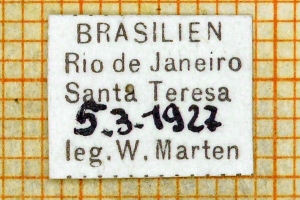 BRASILIEN
Rio de Janeiro
Santa Teresa
5.3.1927
leg. W. Marten